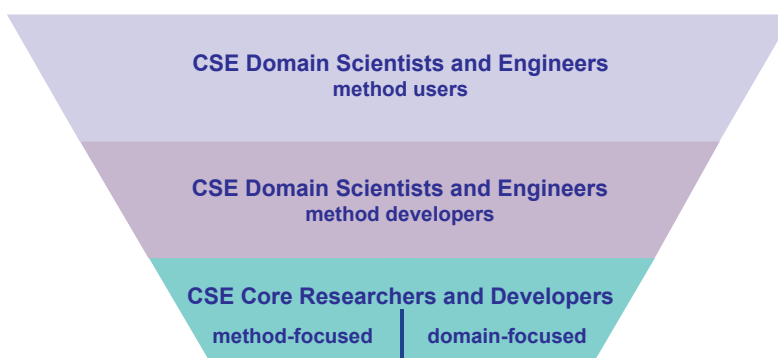 CSE Domain Scientists and Engineers
method users
CSE Domain Scientists and Engineers
method developers
CSE Core Researchers and Developers
method-focused domain-focused